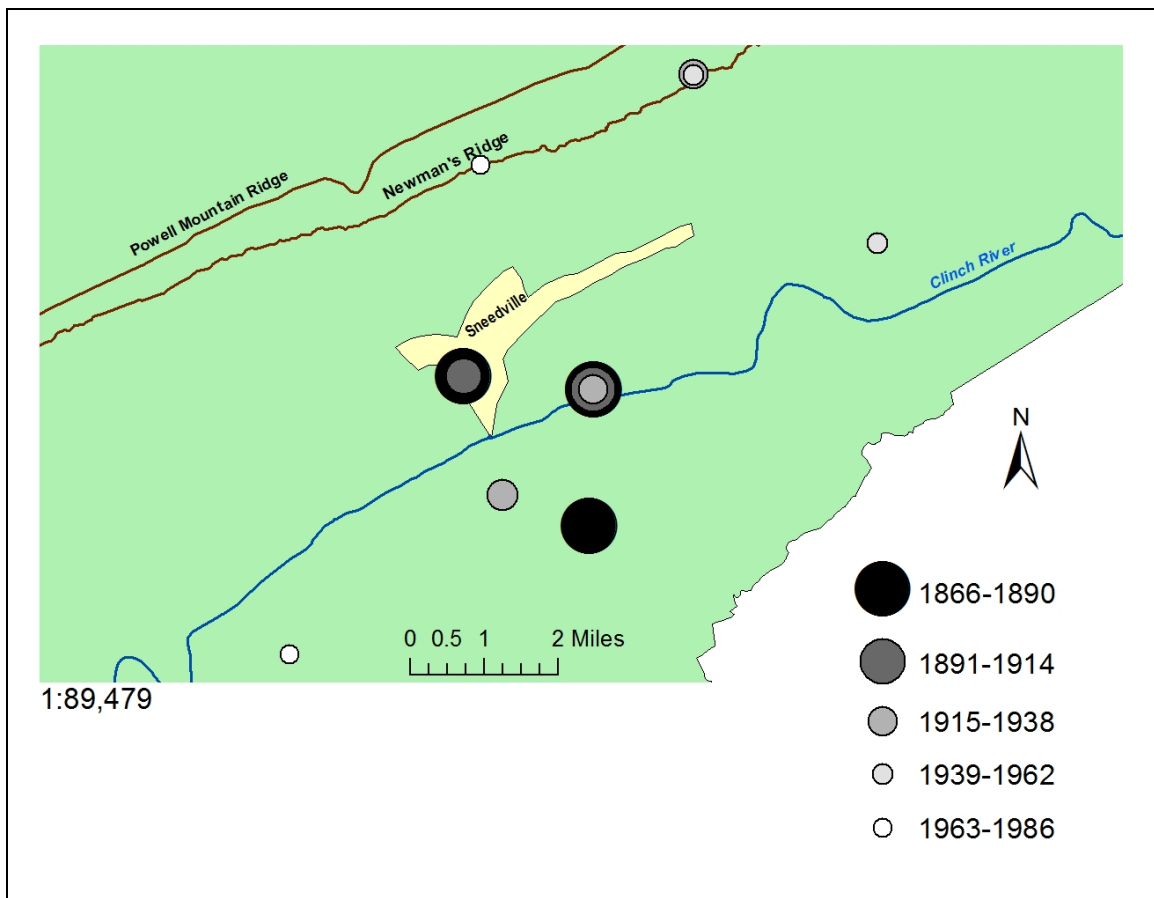 Powell Mountain Ridge
Newman's Ridge
Clinch River
Sneedville
N
0 0.5 1 2 Miles
1:89,479
1866-1890
1891-1914
1915-1938
1939-1962
1963-1986